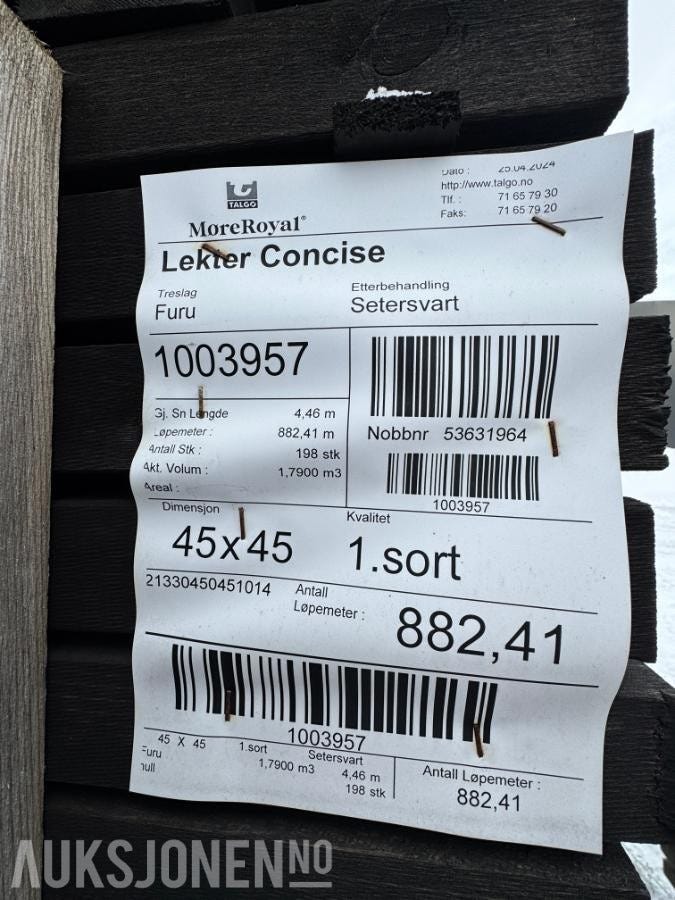 TALGO
MøreRoyal®
Dato : 25.04.2024
http://www.talgo.no
Tlf. : 71 65 79 30
Faks: 71 65 79 20
Lekter Concise
Treslag
Furu
Etterbehandling
Setersvart
1003957
Gj. Sn Lengde 4,46 m
Løpemeter : 882,41 m
Antall Stk : 198 stk
Akt. Volum : 1,7900 m3
Areal :
Nobbnr 53631964
1003957
Dimensjon
45x45
Kvalitet
1.sort
21330450451014
Antall
Løpemeter :
882,41
1003957
45 X 45 1.sort Setersvart
Furu 1,7900 m3 4,46 m
null 198 stk
Antall Løpemeter :
882,41
AUKSJONEN NO